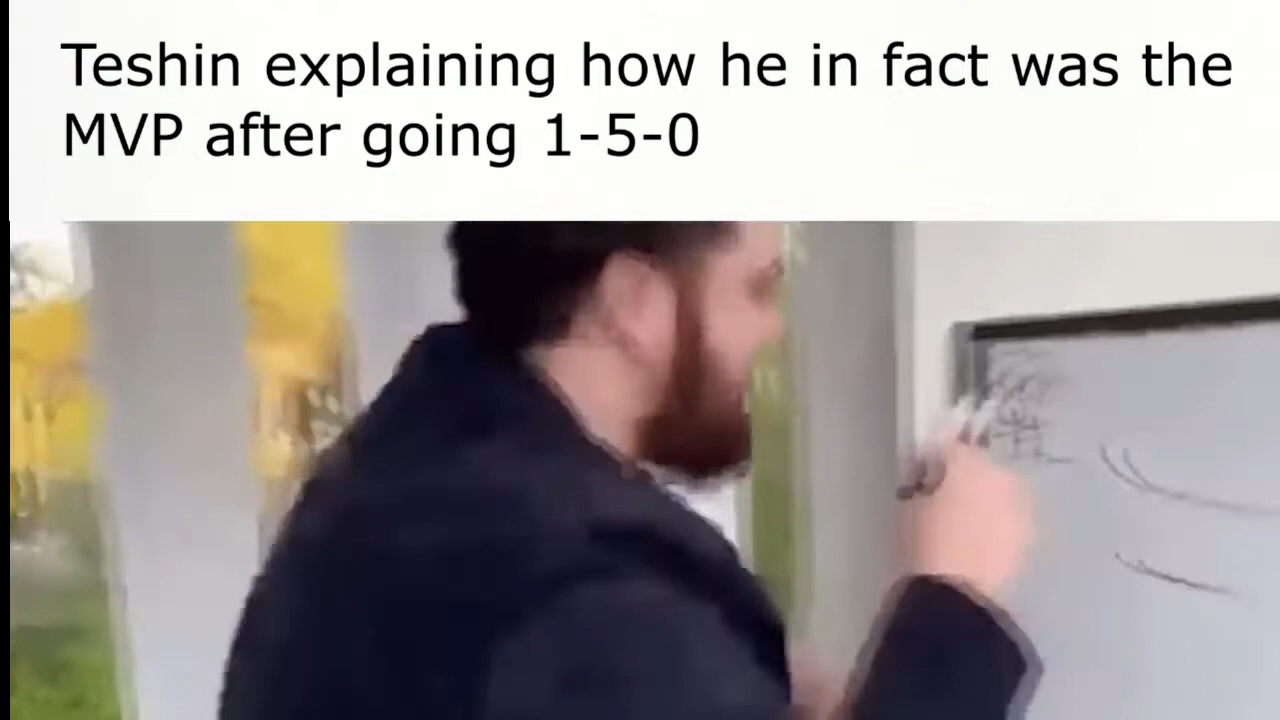 Teshin explaining how he in fact was the
MVP after going 1-5-0